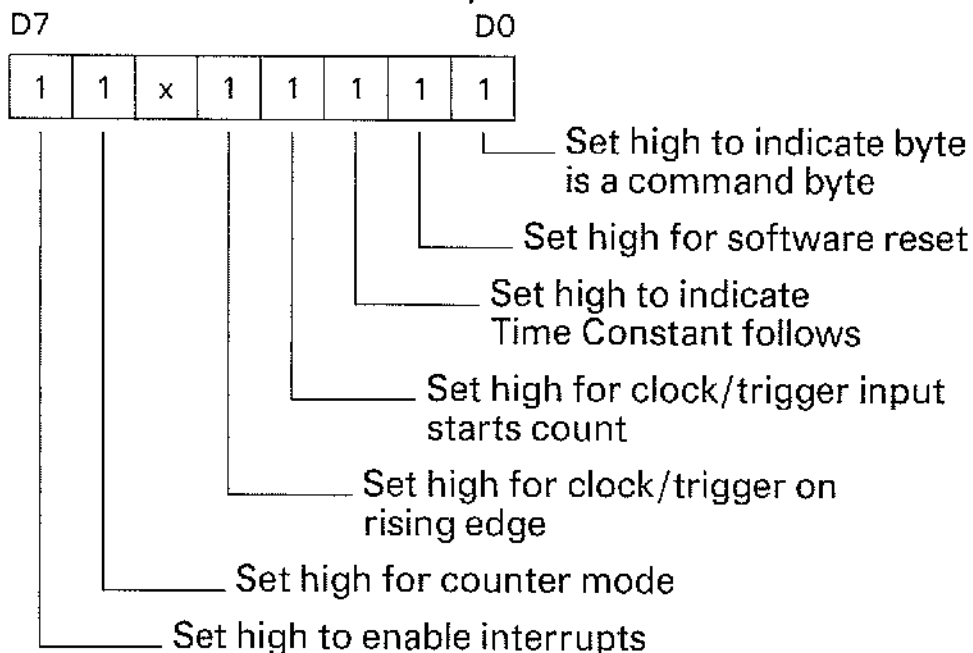 D7 D0
1 1 x 1 1 1 1 1
Set high to indicate byte
is a command byte
Set high for software reset
Set high to indicate
Time Constant follows
Set high for clock/trigger input
starts count
Set high for clock/trigger on
rising edge
Set high for counter mode
Set high to enable interrupts